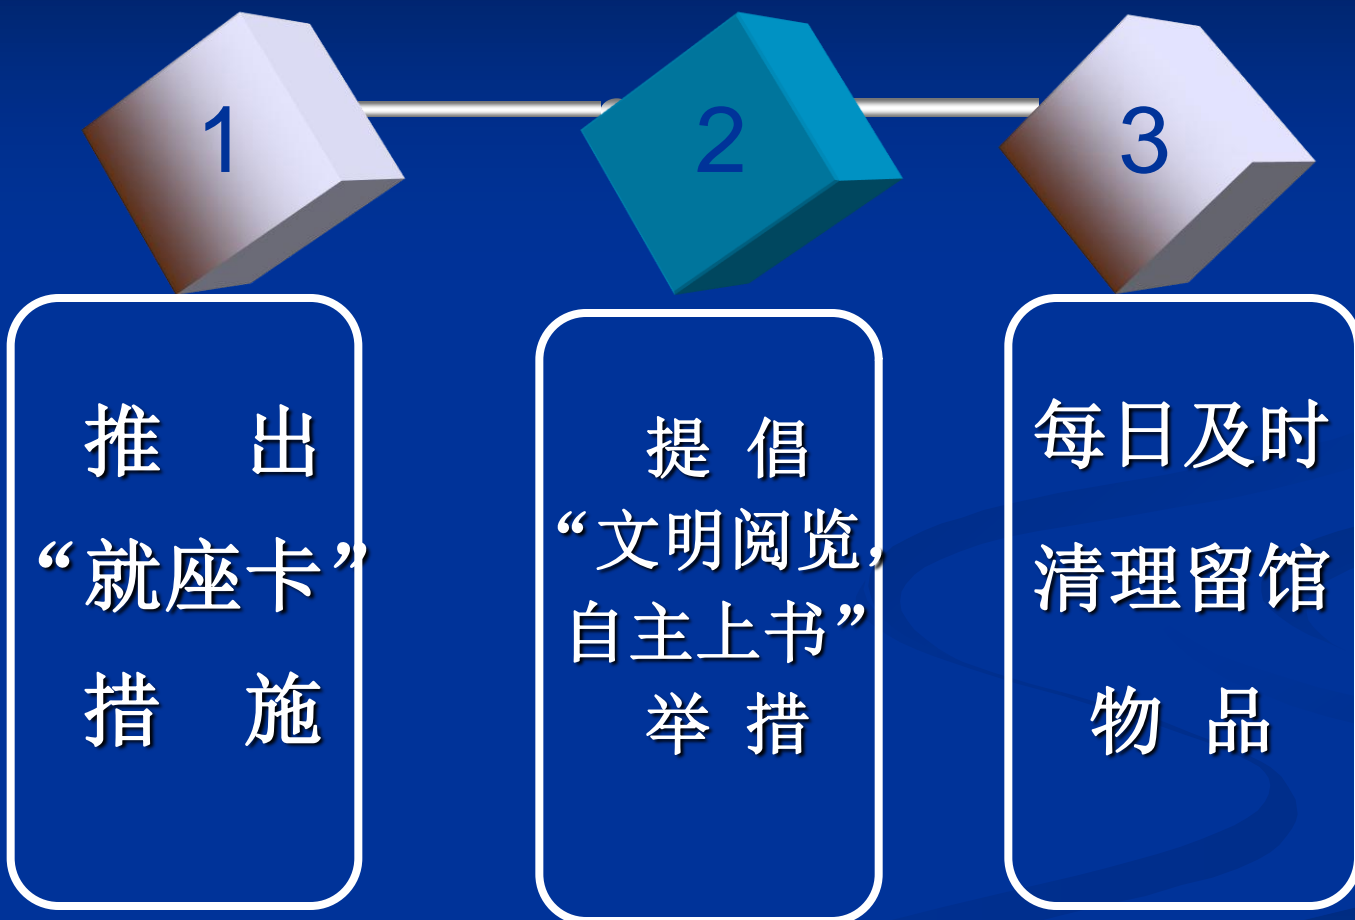 1
推 出
“就座卡”
措 施
2
提 倡
“文明阅览，
自主上书”
举 措
3
每日及时
清理留馆
物 品